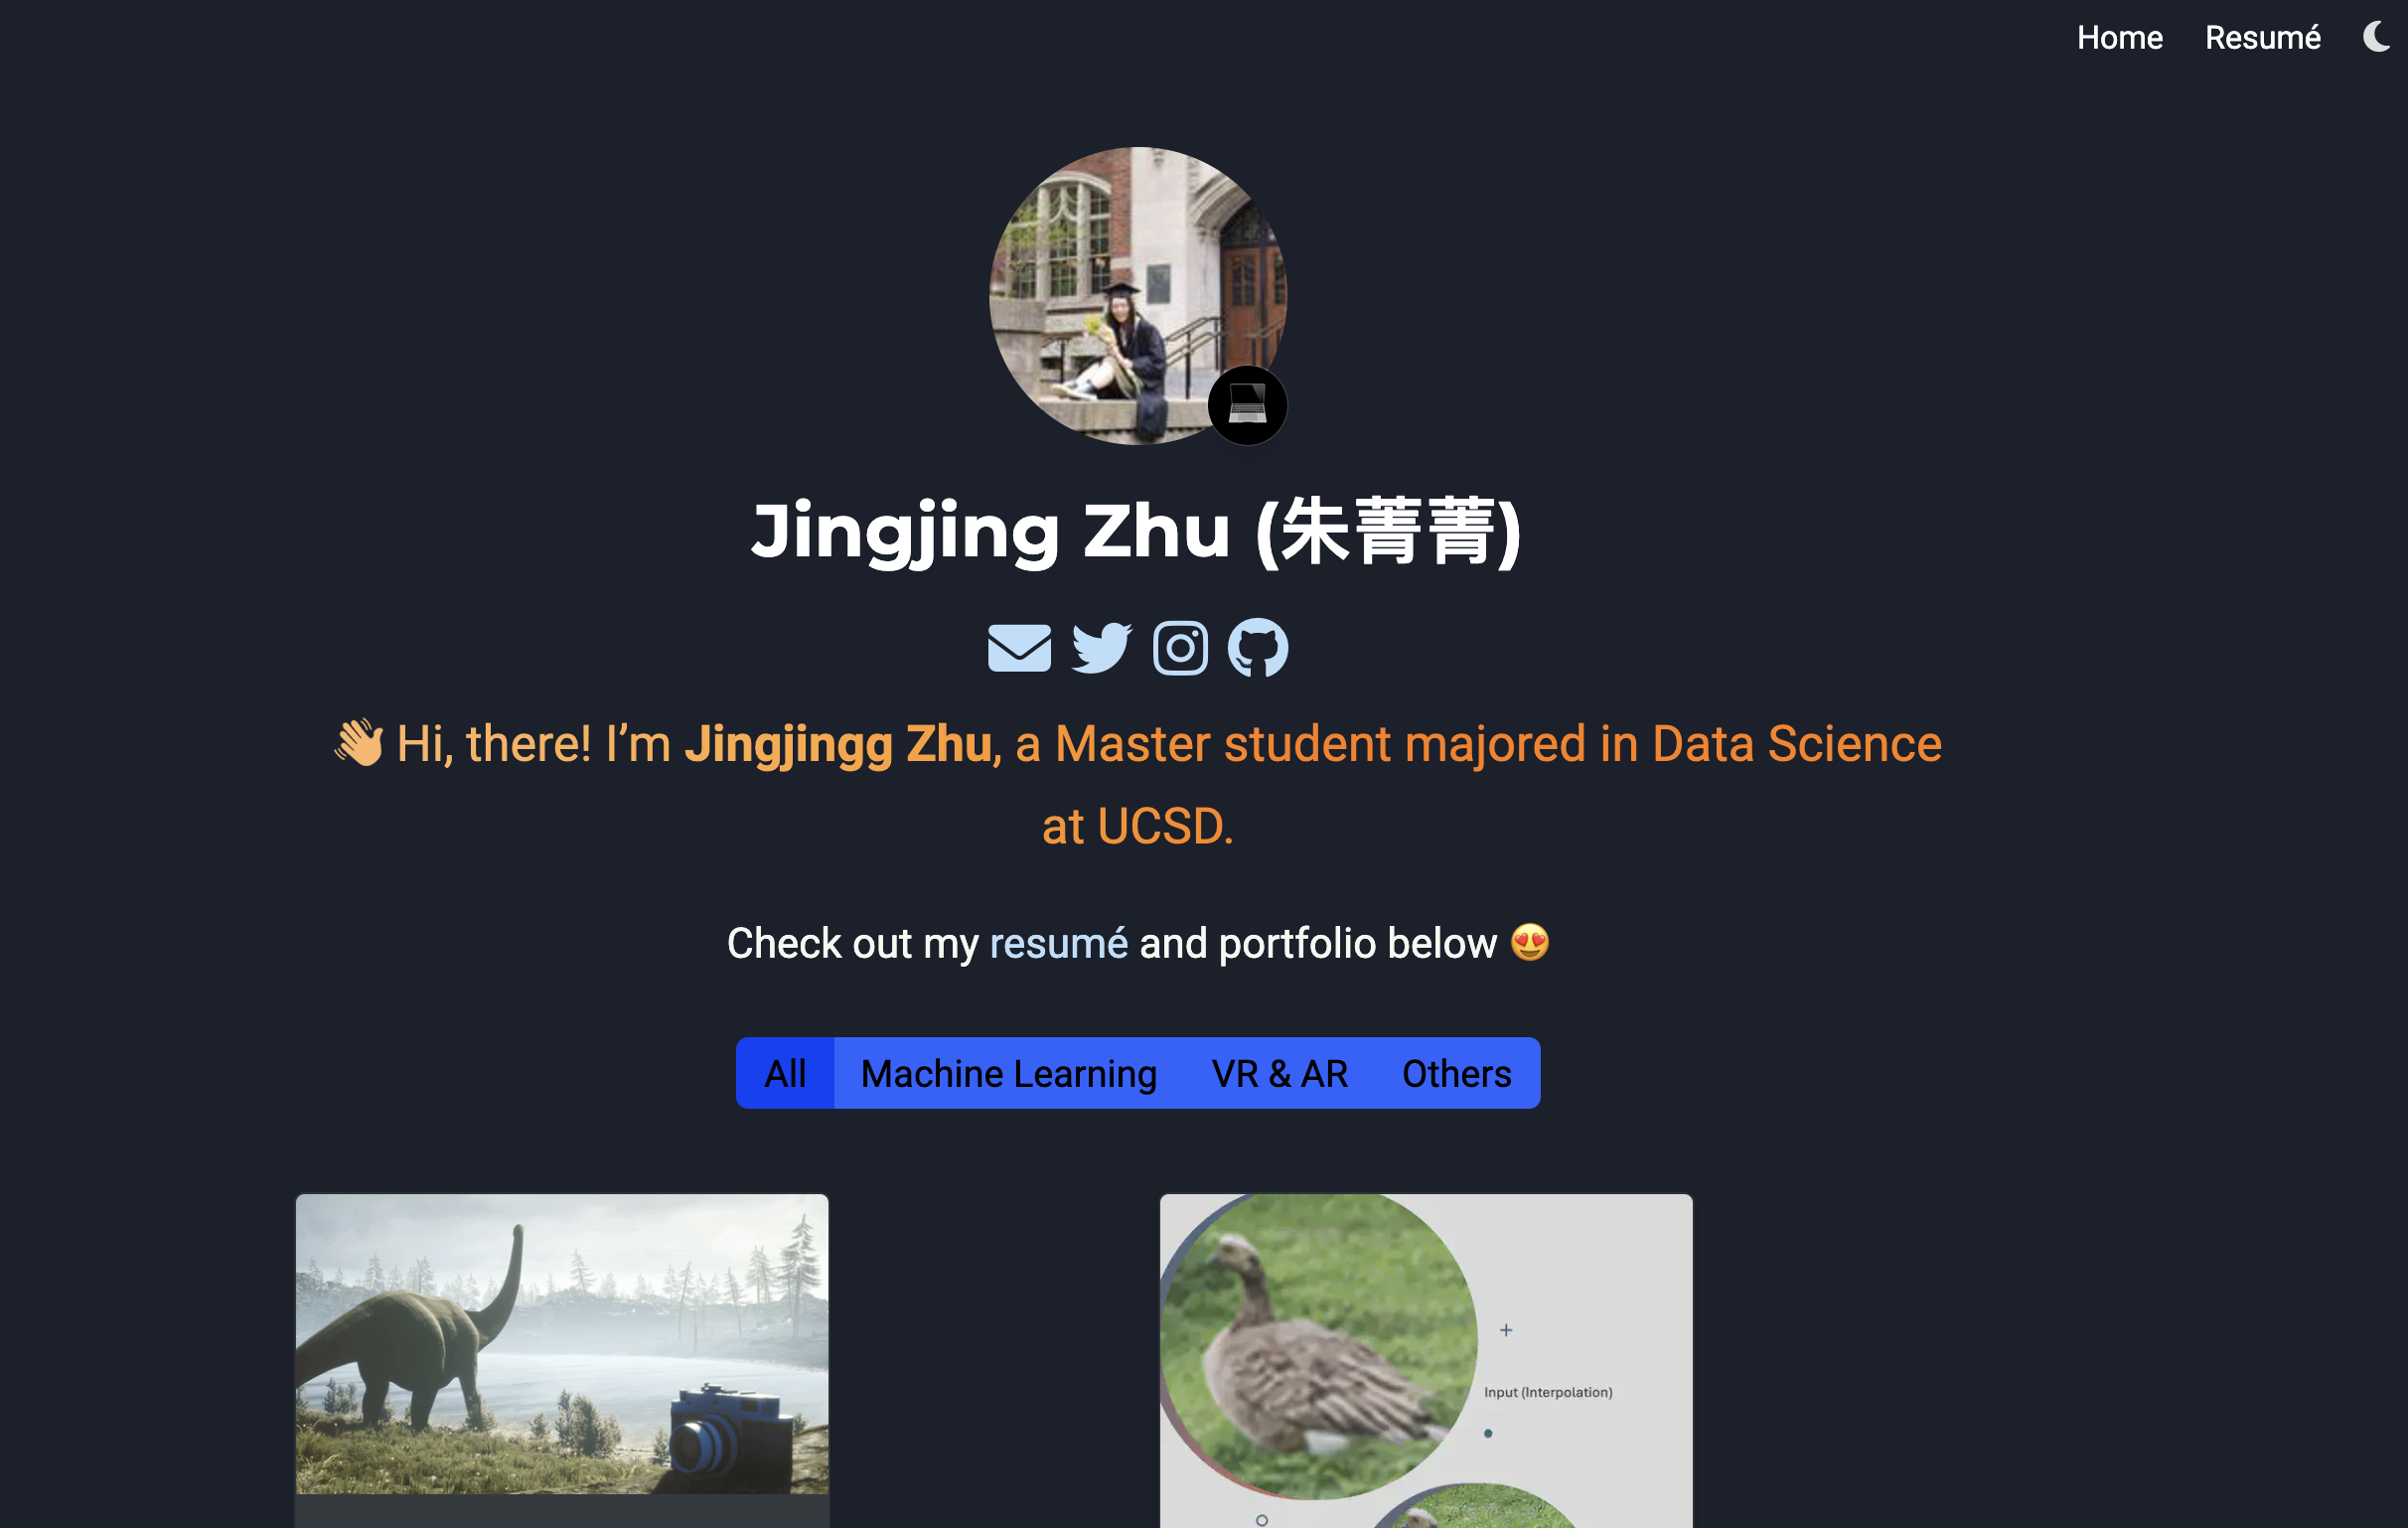 Home Resumé
Jingjing Zhu (朱菁菁)
👋 Hi, there! I’m Jingjingg Zhu, a Master student majored in Data Science
at UCSD.
Check out my resumé and portfolio below 😍
All Machine Learning VR & AR Others
Input (Interpolation)